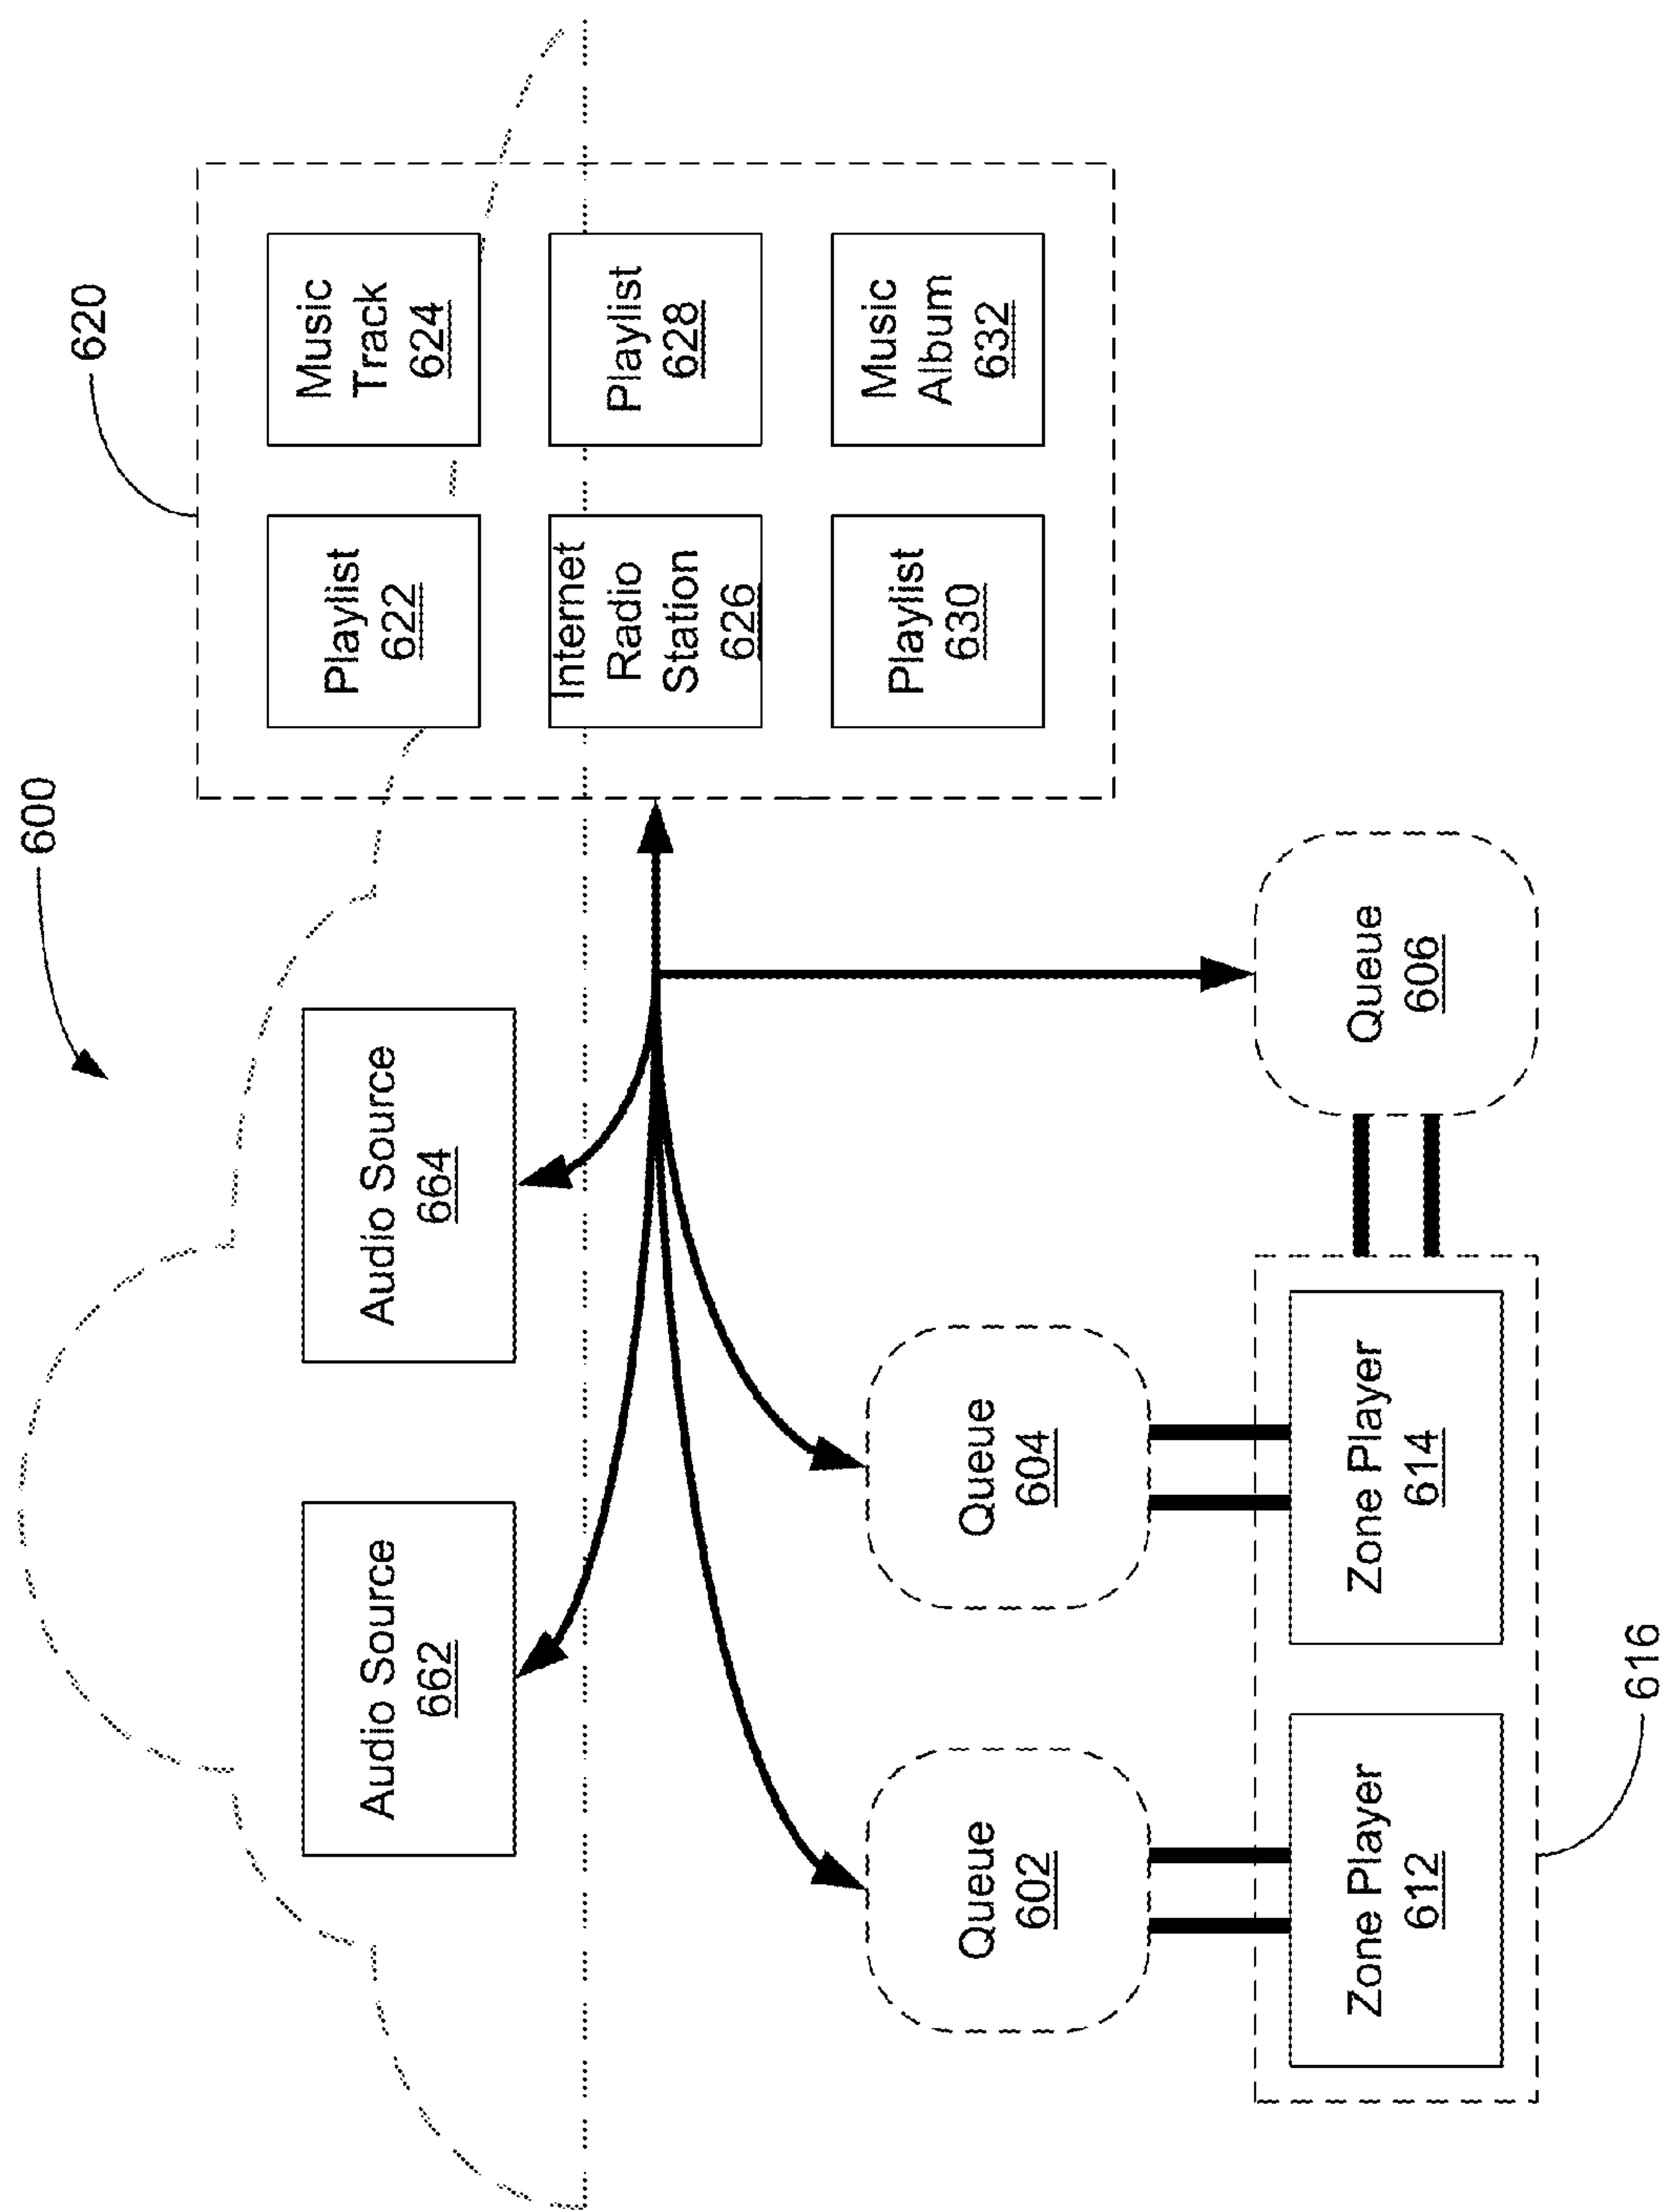 600
620
Audio Source
662
Audio Source
664
Playlist
622
Music
Track
624
Internet
Radio
Station
626
Playlist
628
Playlist
630
Music
Album
632
Queue
602
Queue
604
Queue
606
Zone Player
612
Zone Player
614
616